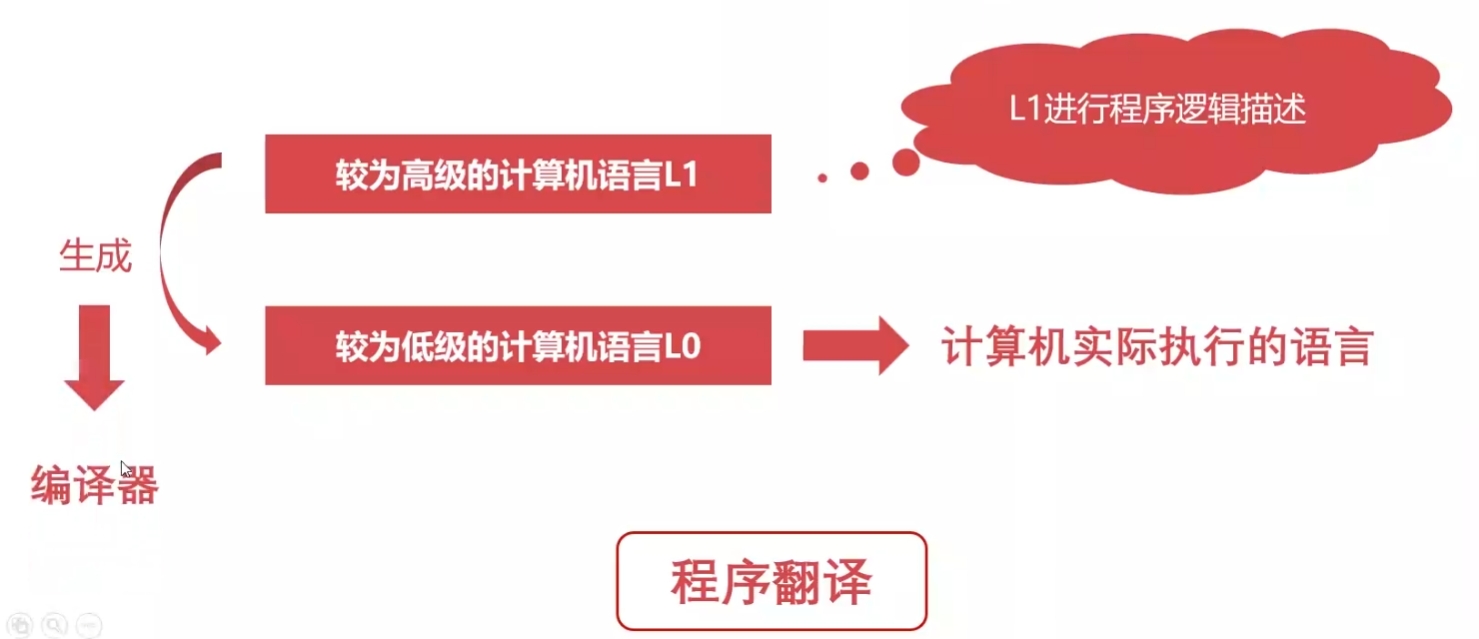 L1进行程序逻辑描述
较为高级的计算机语言L1
生成
较为低级的计算机语言L0
计算机实际执行的语言
编译器
程序翻译